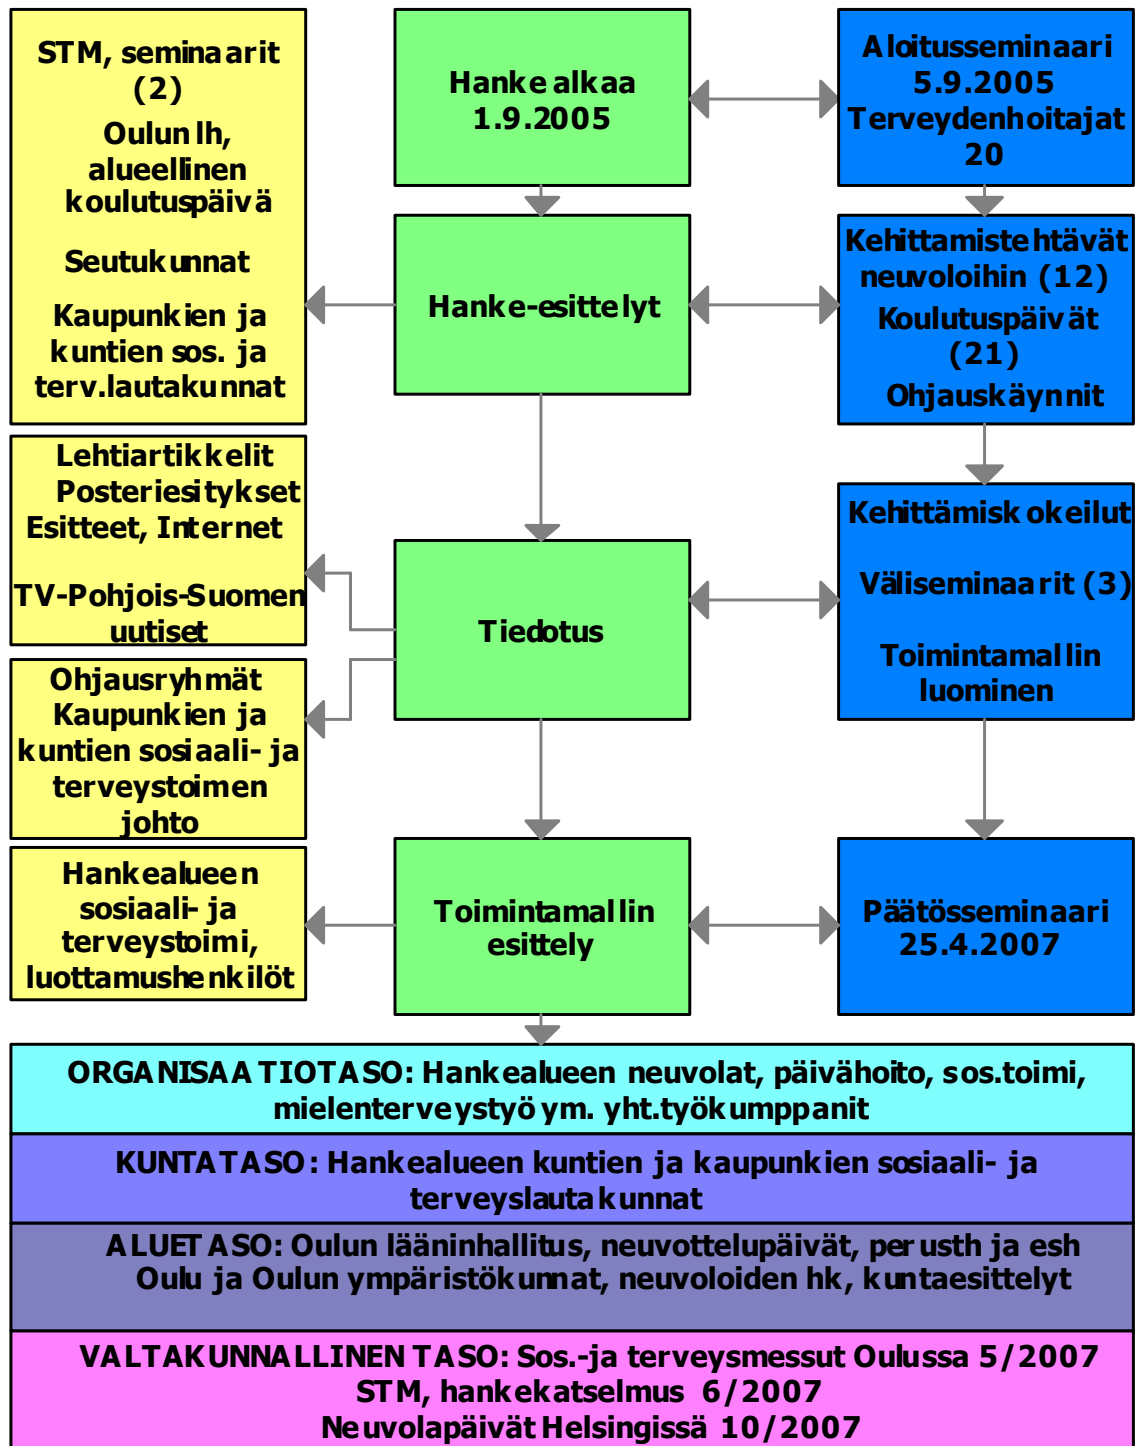 STM, seminaarit
(2)
Oulun lh,
alueellinen
koulutuspäivä
Seutukunnat
Kaupunkien ja
kuntien sos. ja
terv.lautakunnat
Hanke alkaa
1.9.2005
Aloitusseminaari
5.9.2005
Terveydenhoitajat
20
Hanke-esittelyt
Kehittamistehtävät
neuvoloihin (12)
Koulutuspäivät
(21)
Ohjauskäynnit
Lehtiartikkelit
Posteriesitykset
Esitteet, Internet
TV-Pohjois-Suomen
uutiset
Tiedotus
Kehittämiskokeilut
Väliseminaarit (3)
Toimintamallin
luominen
Ohjausryhmät
Kaupunkien ja
kuntien sosiaali- ja
terveystoimen
johto
Hankealueen
sosiaali- ja
terveystoimi,
luottamushenkilöt
Toimintamallin
esittely
Päätösseminaari
25.4.2007
ORGANISAATIOTASO: Hankealueen neuvolat, päivähoito, sos.toimi,
mielenterveystyö ym. yht.työkumppanit
KUNTATASO: Hankealueen kuntien ja kaupunkien sosiaali- ja
terveyslautakunnat
ALUETASO: Oulun lääninhallitus, neuvottelupäivät, perusth ja esh
Oulu ja Oulun ympäristökunnat, neuvoloiden hk, kuntaesittelyt
VALTAKUNNALLINEN TASO: Sos.-ja terveysmessut Oulussa 5/2007
STM, hankekatselmus 6/2007
Neuvolapäivät Helsingissä 10/2007